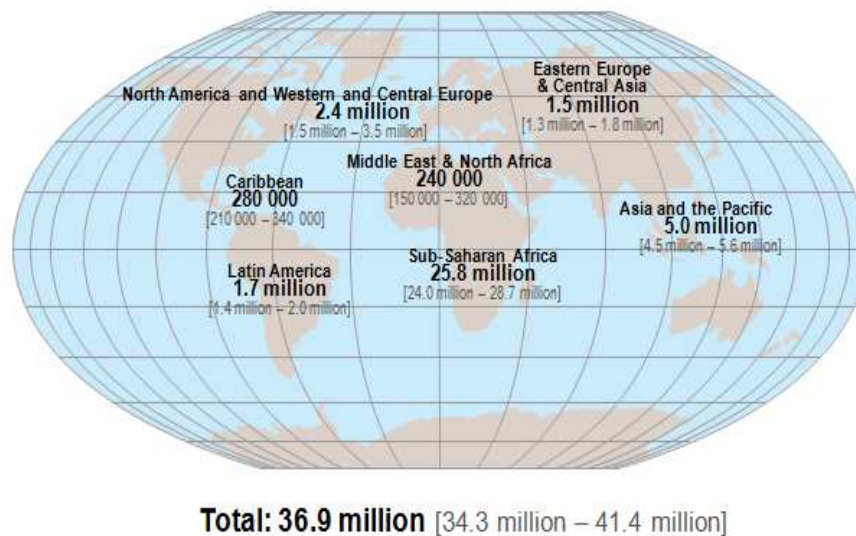 North America and Western and Central Europe
2.4 million
[1.5 million – 3.5 million]
Eastern Europe
& Central Asia
1.5 million
[1.3 million – 1.8 million]
Middle East & North Africa
240 000
[150 000 – 320 000]
Caribbean
280 000
[210 000 – 340 000]
Asia and the Pacific
5.0 million
[4.5 million – 5.6 million]
Sub-Saharan Africa
25.8 million
[24.0 million – 28.7 million]
Latin America
1.7 million
[1.4 million – 2.0 million]
Total: 36.9 million [34.3 million – 41.4 million]